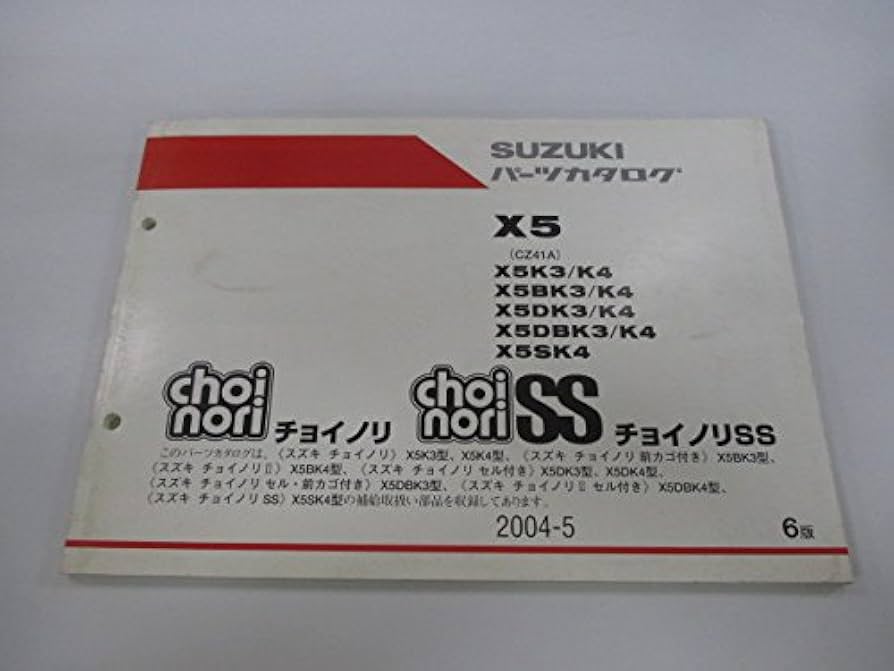 SUZUKI
パーツカタログ
X5
(CZ41A)
X5K3/K4
X5BK3/K4
X5DK3/K4
X5DBK3/K4
X5SK4
choi
nori チョイノリ
choi
nori SS チョイノリSS
このパーツカタログは、〈スズキ チョイノリ〉 X5K3型、X5K4型、〈スズキ チョイノリ 前カゴ付き〉 X5BK3型、
〈スズキ チョイノリⅡ〉 X5BK4型、〈スズキ チョイノリ セル付き〉 X5DK3型、X5DK4型、
〈スズキ チョイノリ セル・前カゴ付き〉 X5DBK3型、〈スズキ チョイノリⅡ セル付き〉 X5DBK4型、
〈スズキ チョイノリ SS〉 X5SK4型の補給取扱い部品を収録してあります。
2004-5
6版